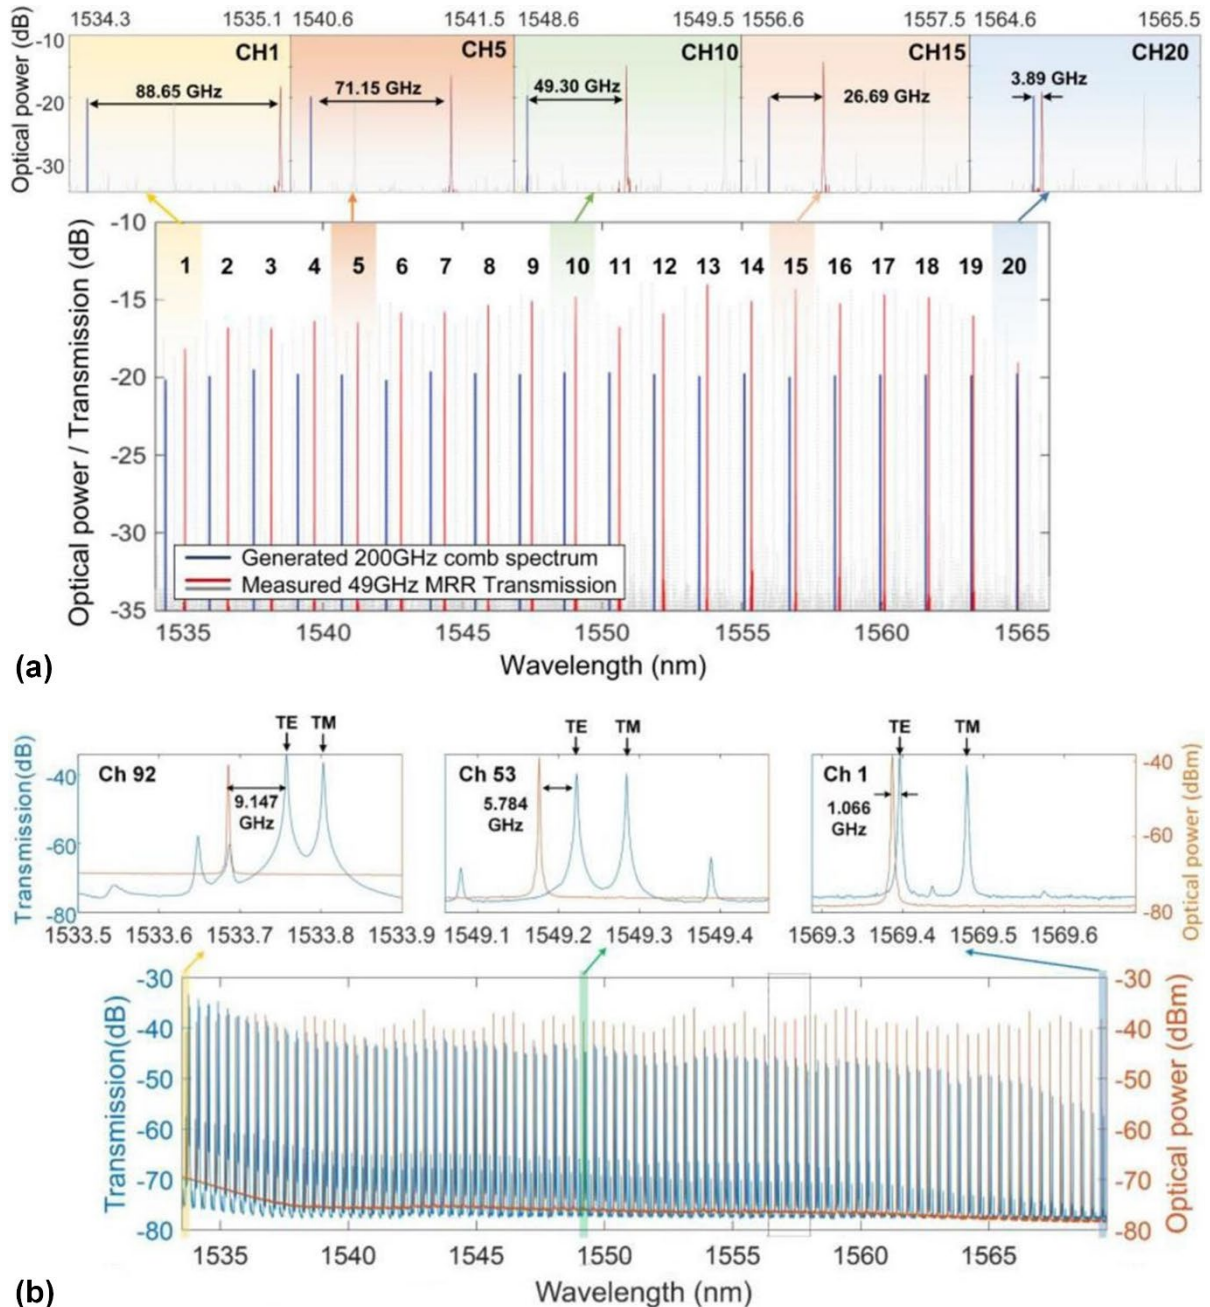 1534.3 1535.1 1540.6 1541.5 1548.6 1549.5 1556.6 1557.5 1564.6 1565.5
Optical power (dB)
-10
-20
-30
CH1
88.65 GHz
CH5
71.15 GHz
CH10
49.30 GHz
CH15
26.69 GHz
CH20
3.89 GHz
Optical power / Transmission (dB)
-10
-15
-20
-25
-30
-35
1 2 3 4 5 6 7 8 9 10 11 12 13 14 15 16 17 18 19 20
Generated 200GHz comb spectrum
Measured 49GHz MRR Transmission
1535 1540 1545 1550 1555 1560 1565
Wavelength (nm)
(a)
Transmission(dB)
-40
-60
-80
TE TM
Ch 92
9.147
GHz
1533.5 1533.6 1533.7 1533.8 1533.9
TE TM
Ch 53
5.784
GHz
1549.1 1549.2 1549.3 1549.4
TE TM
Ch 1
1.066
GHz
1569.3 1569.4 1569.5 1569.6
-40
-60
-80
Optical power (dBm)
Transmission(dB)
-30
-40
-50
-60
-70
-80
-30
-40
-50
-60
-70
-80
Optical power (dBm)
1535 1540 1545 1550 1555 1560 1565
Wavelength (nm)
(b)